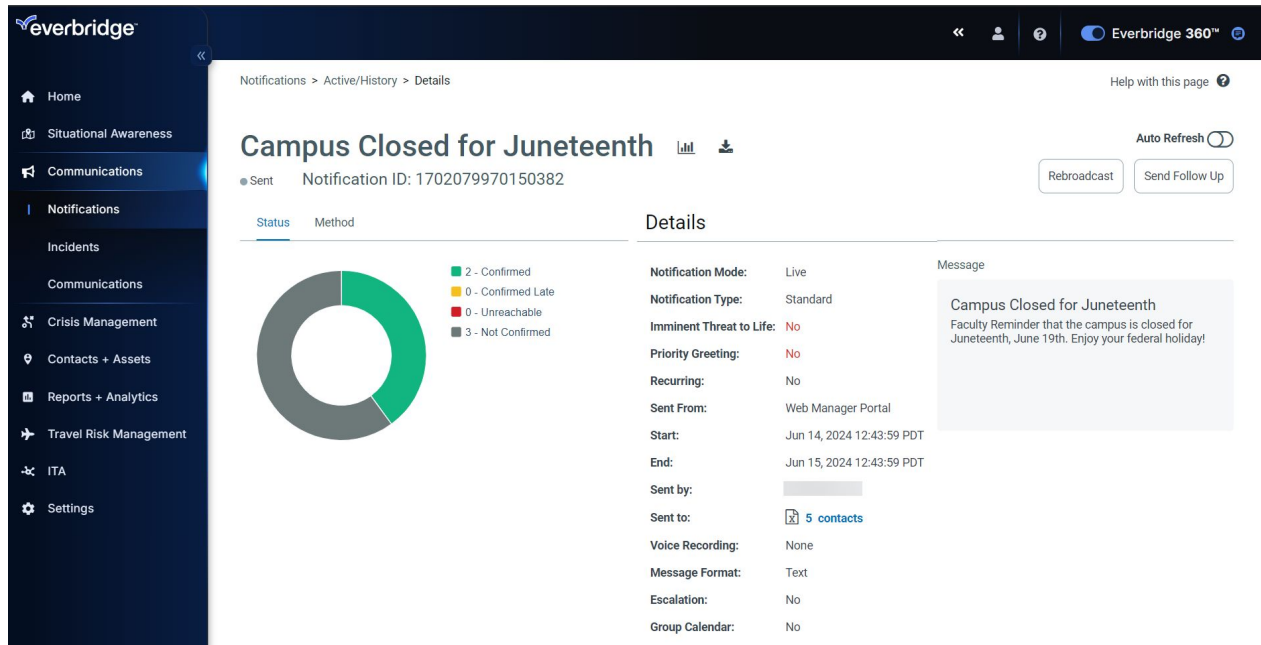 everbridge
Everbridge 360™
Home
Situational Awareness
Communications
Notifications
Incidents
Communications
Crisis Management
Contacts + Assets
Reports + Analytics
Travel Risk Management
ITA
Settings
Notifications > Active/History > Details
Help with this page
Campus Closed for Juneteenth
Auto Refresh
Sent Notification ID: 1702079970150382
Rebroadcast Send Follow Up
Status Method
2 - Confirmed
0 - Confirmed Late
0 - Unreachable
3 - Not Confirmed
Details
Notification Mode: Live
Notification Type: Standard
Imminent Threat to Life: No
Priority Greeting: No
Recurring: No
Sent From: Web Manager Portal
Start: Jun 14, 2024 12:43:59 PDT
End: Jun 15, 2024 12:43:59 PDT
Sent by:
Sent to: 5 contacts
Voice Recording: None
Message Format: Text
Escalation: No
Group Calendar: No
Message
Campus Closed for Juneteenth
Faculty Reminder that the campus is closed for
Juneteenth, June 19th. Enjoy your federal holiday!